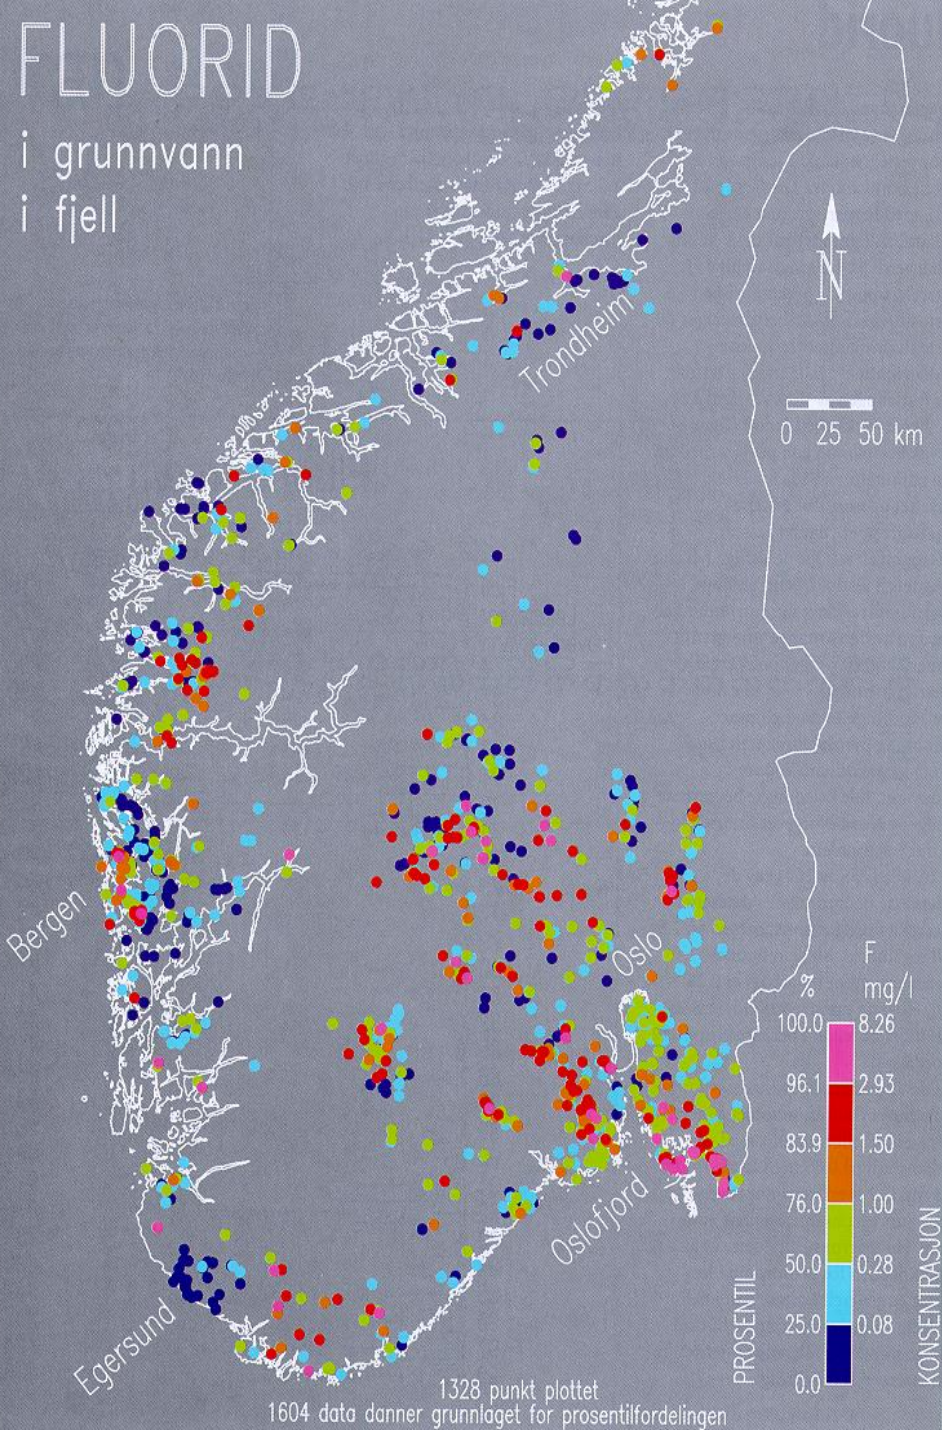 FLUORID
i grunnvann
i fjell
N
0 25 50 km
Trondheim
Bergen
Oslo
Oslofjord
Egersund
F
% mg/l
100.0 8.26
96.1 2.93
83.9 1.50
76.0 1.00
50.0 0.28
25.0 0.08
0.0
PROSENTIL
KONSENTRASJON
1328 punkt plottet
1604 data danner grunnlaget for prosentilfordelingen